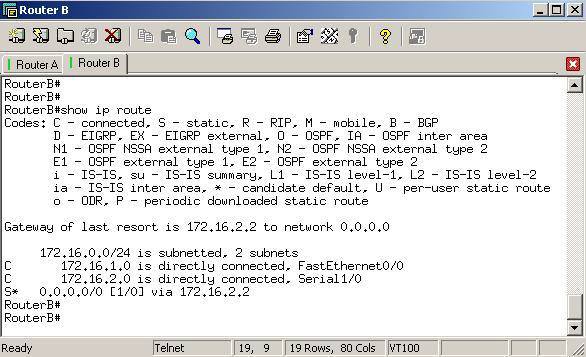 Router B
Router A
Router B
RouterB#
RouterB#
RouterB#show ip route
Codes: C - connected, S - static, R - RIP, M - mobile, B - BGP
       D - EIGRP, EX - EIGRP external, O - OSPF, IA - OSPF inter area
       N1 - OSPF NSSA external type 1, N2 - OSPF NSSA external type 2
       E1 - OSPF external type 1, E2 - OSPF external type 2
       i - IS-IS, su - IS-IS summary, L1 - IS-IS level-1, L2 - IS-IS level-2
       ia - IS-IS inter area, * - candidate default, U - per-user static route
       o - ODR, P - periodic downloaded static route
Gateway of last resort is 172.16.2.2 to network 0.0.0.0
     172.16.0.0/24 is subnetted, 2 subnets
C       172.16.1.0 is directly connected, FastEthernet0/0
C       172.16.2.0 is directly connected, Serial1/0
S*   0.0.0.0/0 [1/0] via 172.16.2.2
RouterB#
RouterB#
Ready Telnet 19, 9 19 Rows, 80 Cols VT100